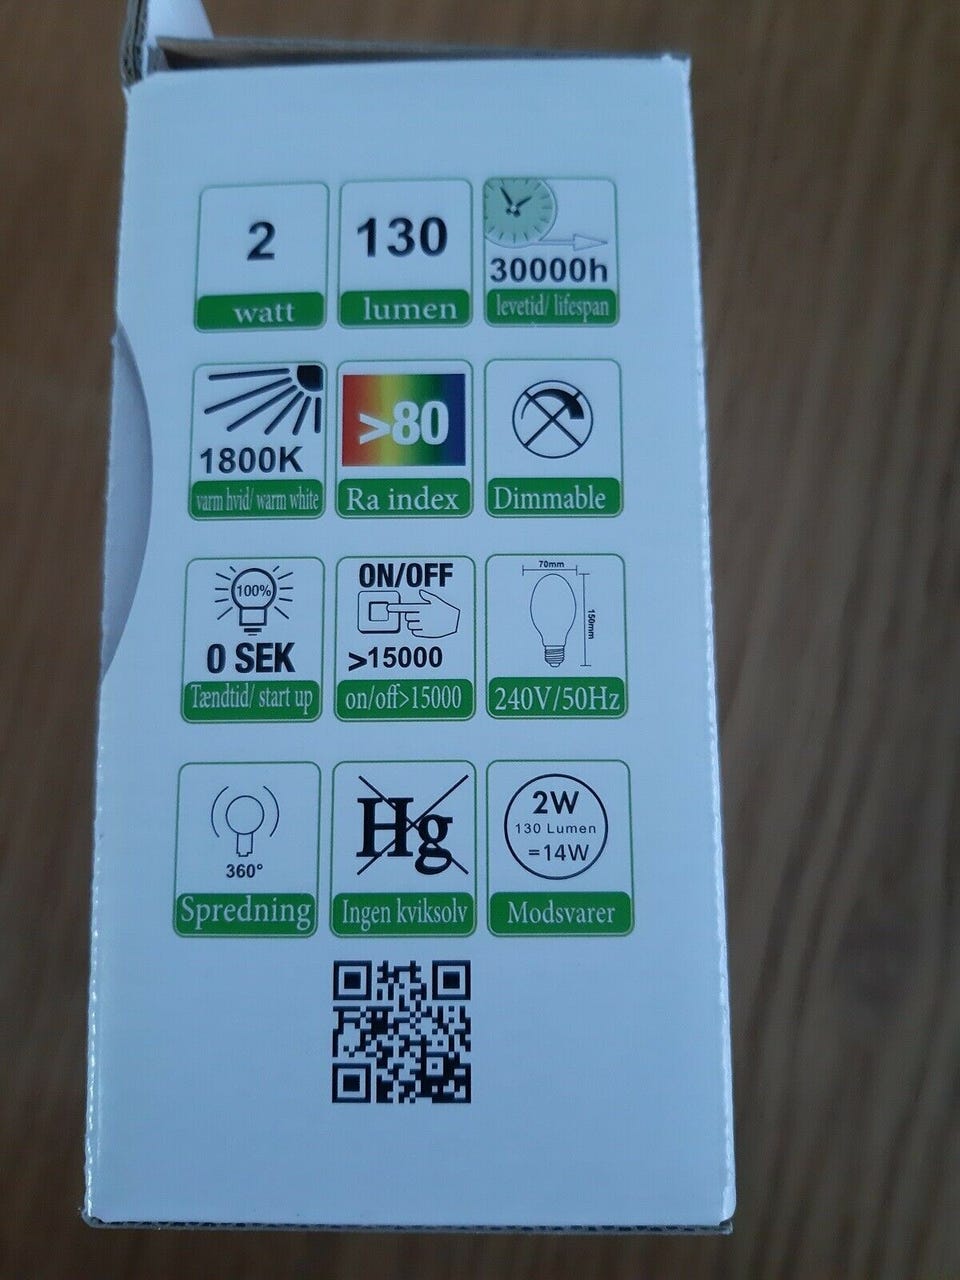 2
watt
130
lumen
30000h
levetid/ lifespan
1800K
varm hvid/ warm white
>80
Ra index
Dimmable
100%
0 SEK
Tændtid/ start up
ON/OFF
>15000
on/off>15000
70mm
150mm
240V/50Hz
360°
Spredning
Hg
Ingen kviksolv
2W
130 Lumen
=14W
Modsvarer